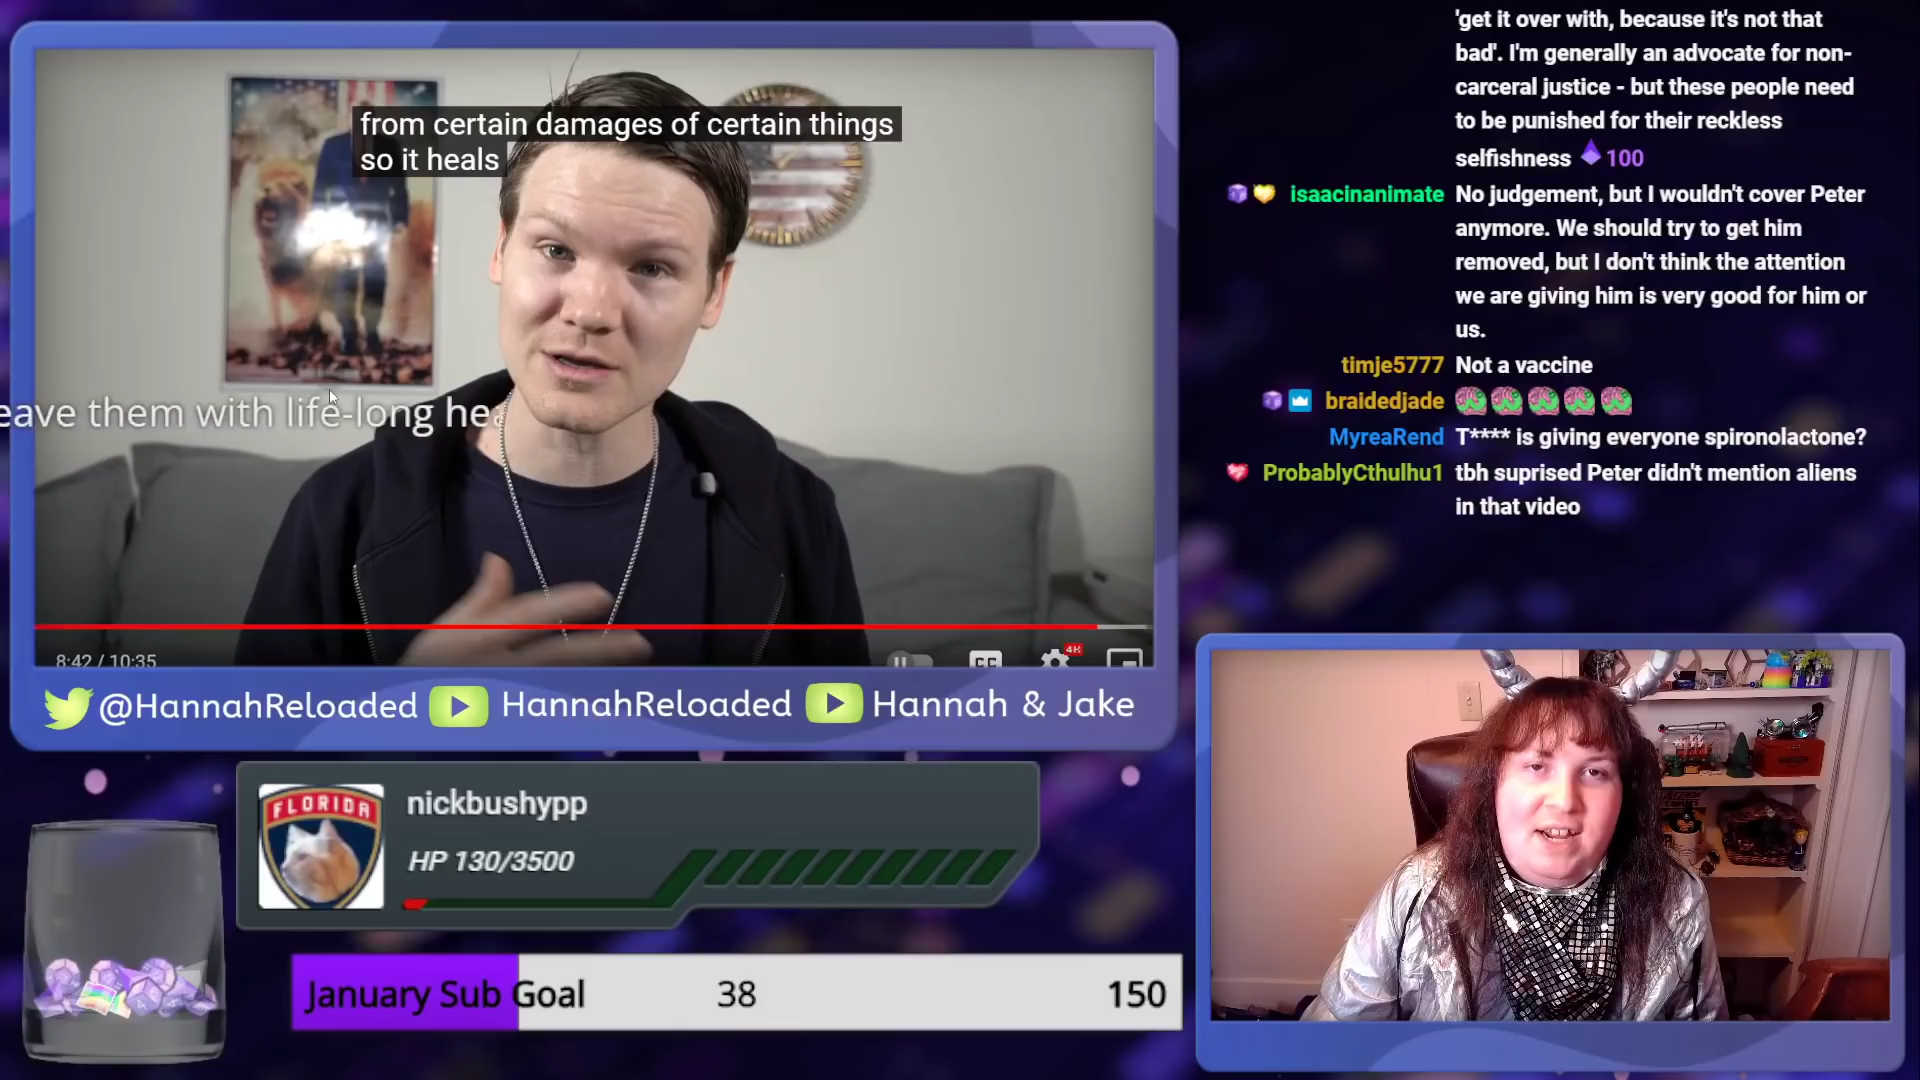 from certain damages of certain things
so it heals
eave them with life-long he
8:42 / 10:35
4K
@HannahReloaded HannahReloaded Hannah & Jake
nickbushypp
FLORIDA
HP 130/3500
January Sub Goal 38 150
'get it over with, because it's not that
bad'. I'm generally an advocate for non-
carceral justice - but these people need
to be punished for their reckless
selfishness 100
isaacinanimate No judgement, but I wouldn't cover Peter
anymore. We should try to get him
removed, but I don't think the attention
we are giving him is very good for him or
us.
timje5777 Not a vaccine
braidedjade
MyreaRend T**** is giving everyone spironolactone?
ProbablyCthulhu1 tbh suprised Peter didn't mention aliens
in that video